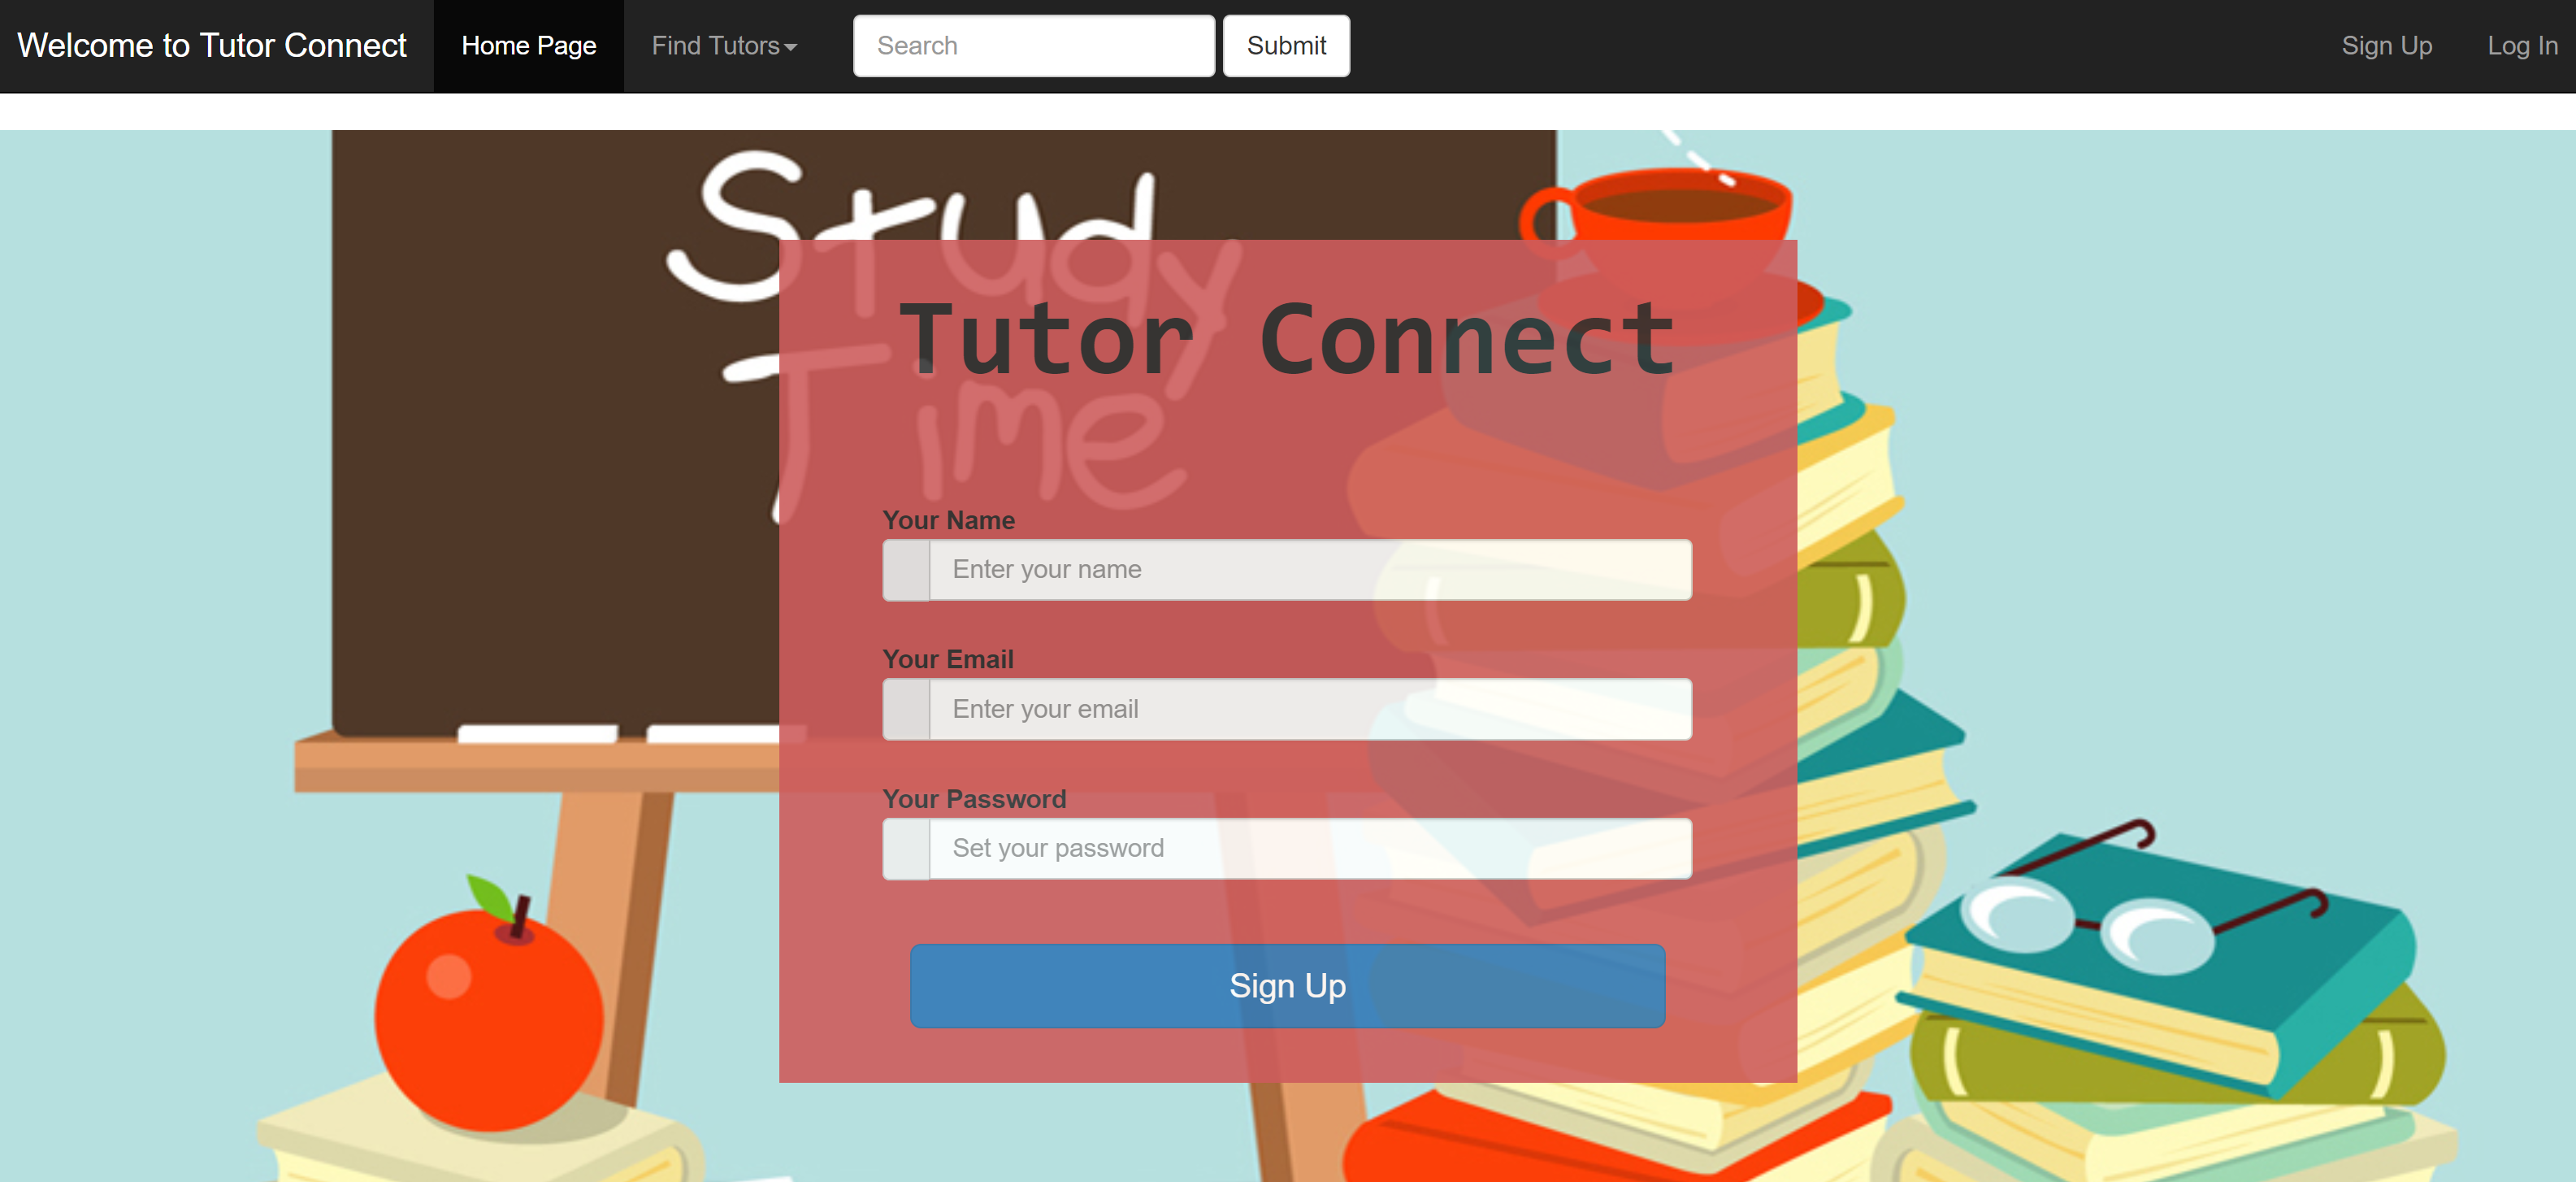 Welcome to Tutor Connect Home Page Find Tutors Search Submit Sign Up Log In
Study
Time
Tutor Connect
Your Name
Enter your name
Your Email
Enter your email
Your Password
Set your password
Sign Up